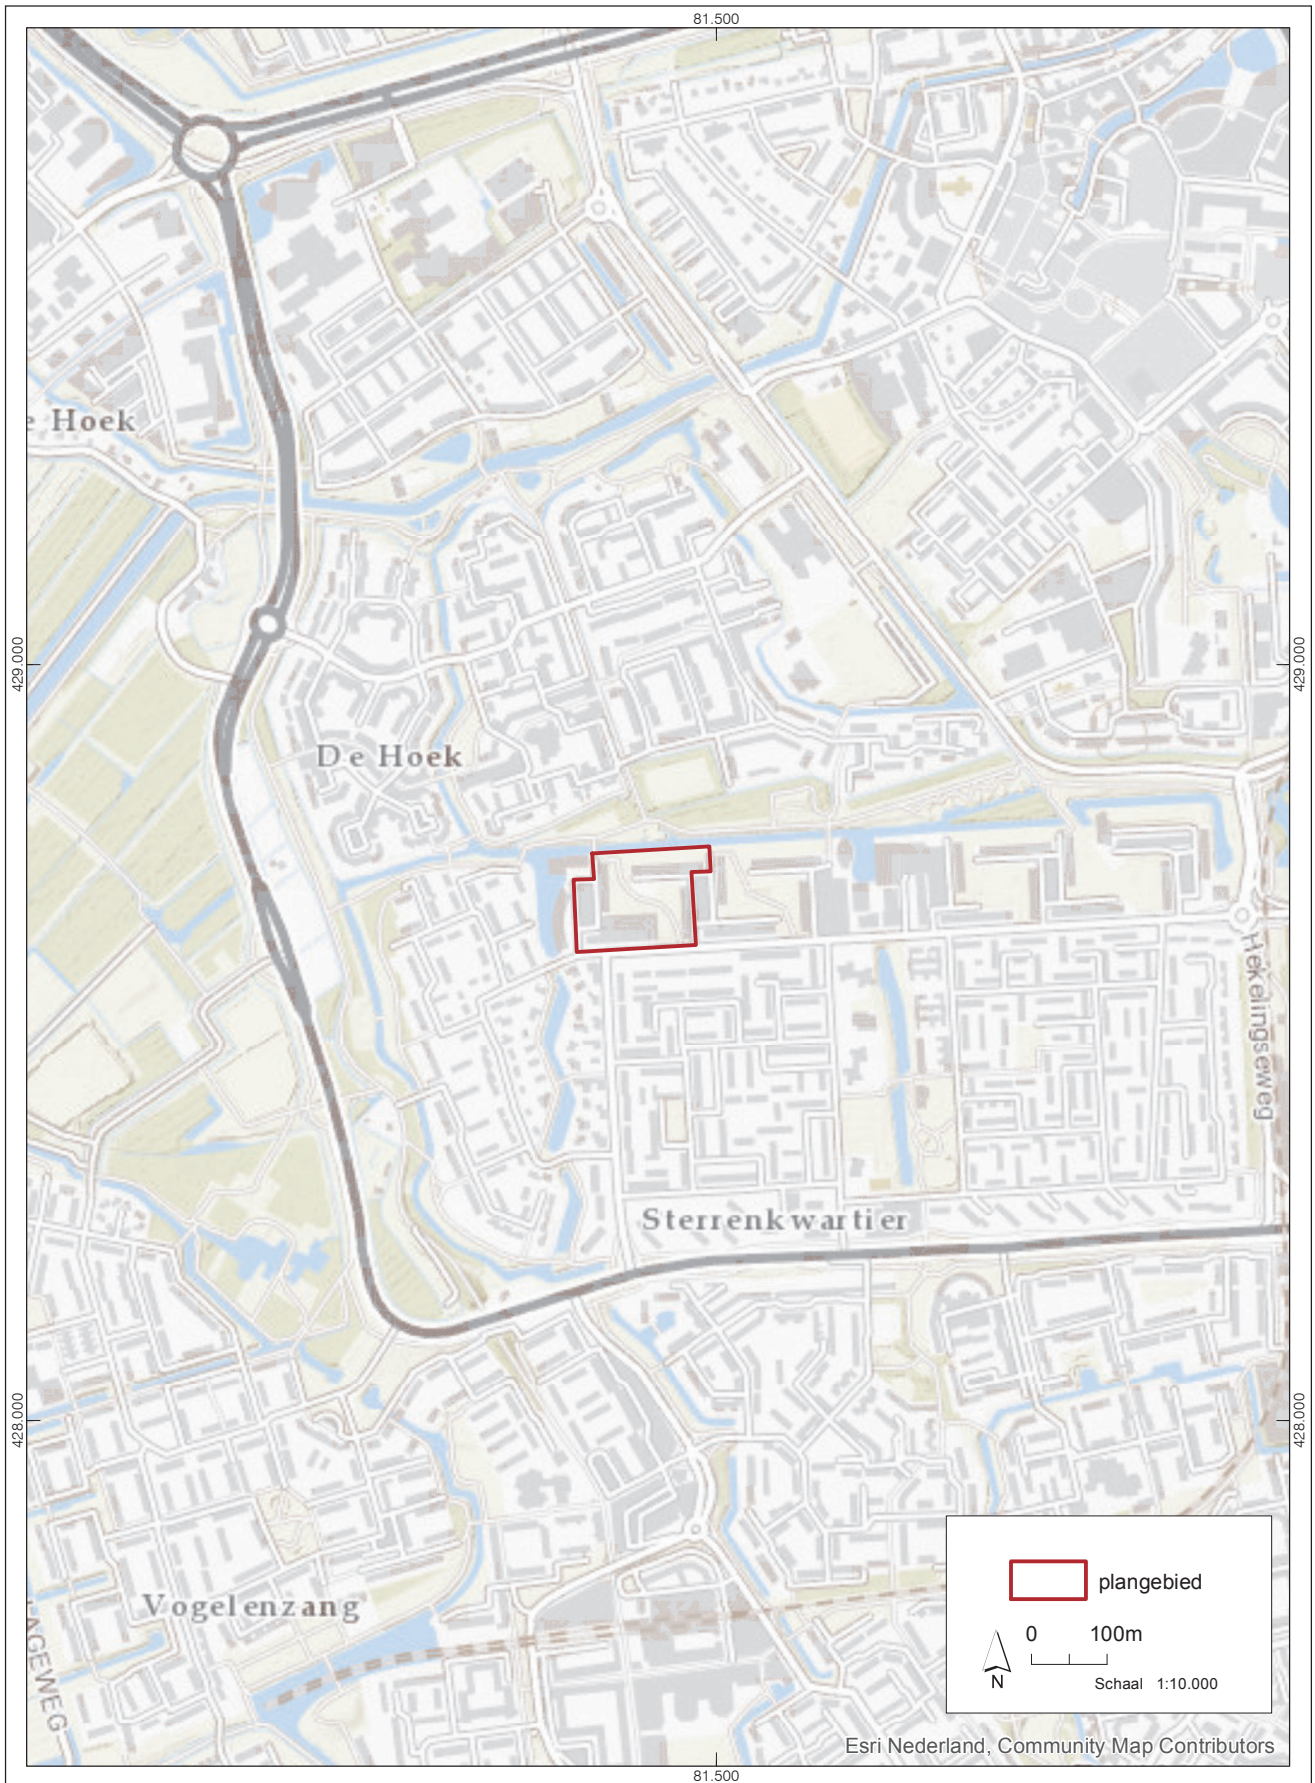 81.500
e Hoek
429.000
429.000
De Hoek
Hekelingseweg
Sterrenkwartier
428.000
428.000
Vogelenzang
AGEWEG
plangebied
0 100m
N
Schaal 1:10.000
Esri Nederland, Community Map Contributors
81.500